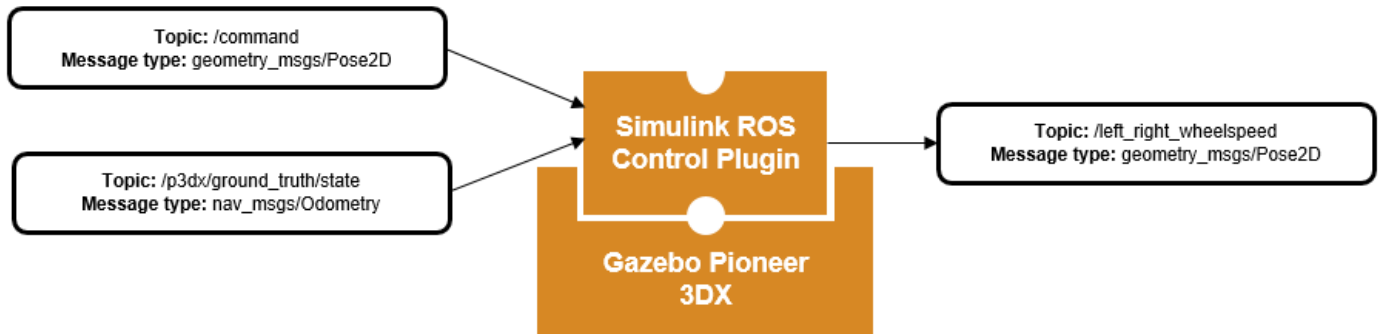 Topic: /command
Message type: geometry_msgs/Pose2D
Topic: /p3dx/ground_truth/state
Message type: nav_msgs/Odometry
Simulink ROS
Control Plugin
Gazebo Pioneer
3DX
Topic: /left_right_wheelspeed
Message type: geometry_msgs/Pose2D